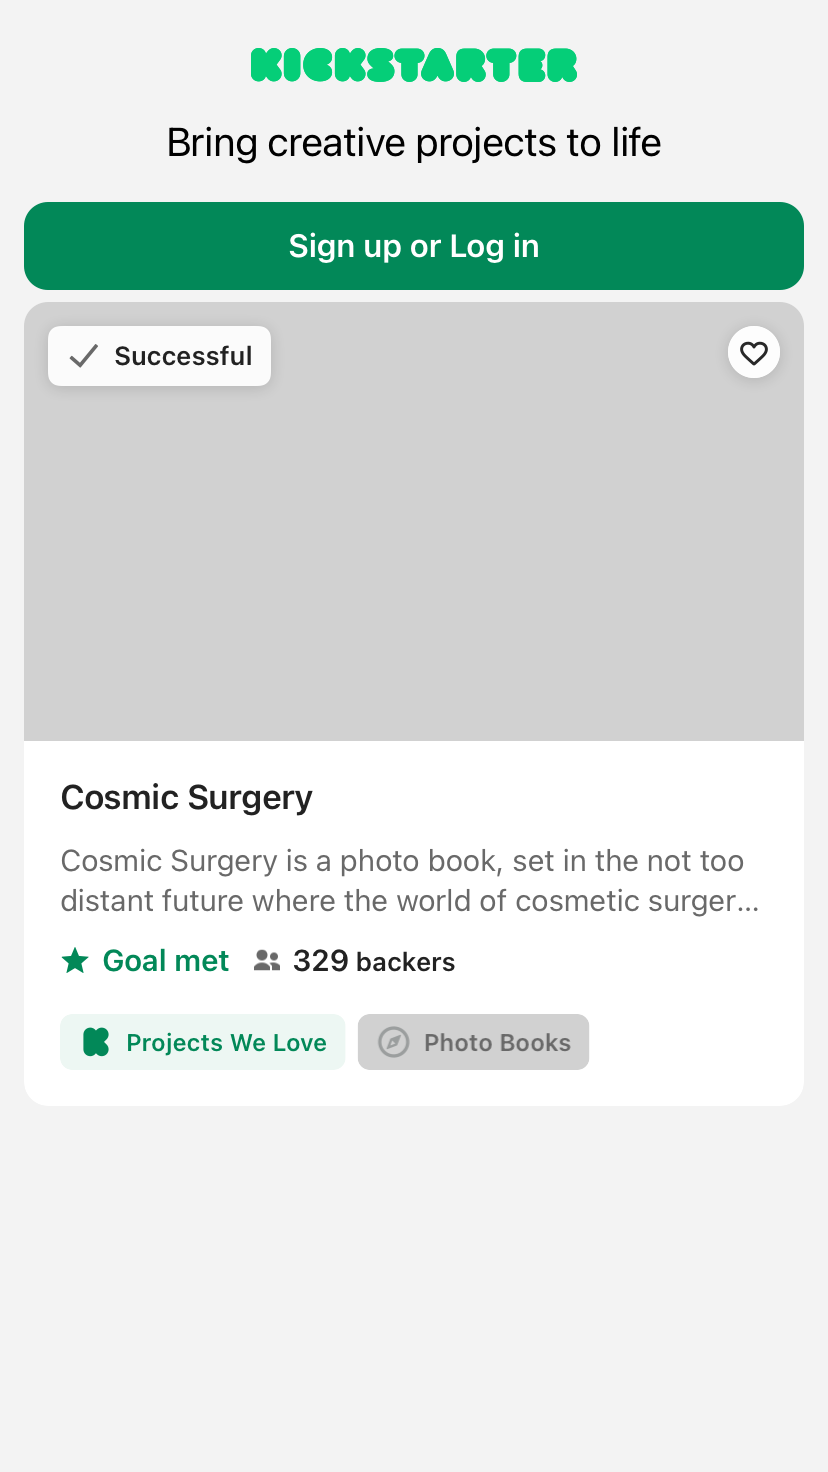 KICKSTARTER
Bring creative projects to life
Sign up or Log in
Successful
Cosmic Surgery
Cosmic Surgery is a photo book, set in the not too
distant future where the world of cosmetic surger...
Goal met 329 backers
Projects We Love Photo Books